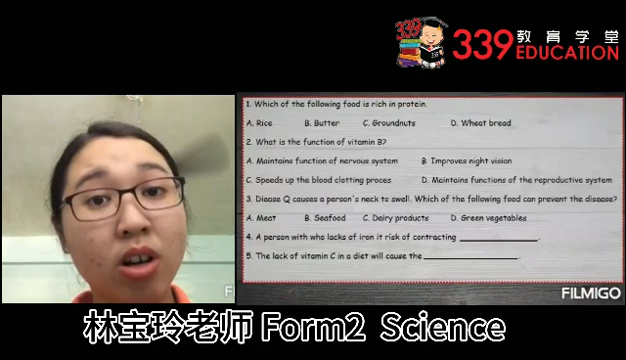 339
339 教育學堂
EDUCATION
1. Which of the following food is rich in protein.
A. Rice B. Butter C. Groundnuts D. Wheat bread
2. What is the function of vitamin B?
A. Maintains function of nervous system B. Improves night vision
C. Speeds up the blood clotting proces D. Maintains functions of the reproductive system
3. Diease Q causes a person's neck to swell. Which of the following food can prevent the disease?
A. Meat B. Seafood C. Dairy products D. Green vegetables
4. A person with who lacks of iron it risk of contracting ____________.
5. The lack of vitamin C in a diet will cause the ______________.
F
FILMIGO
林宝玲老师 Form2 Science